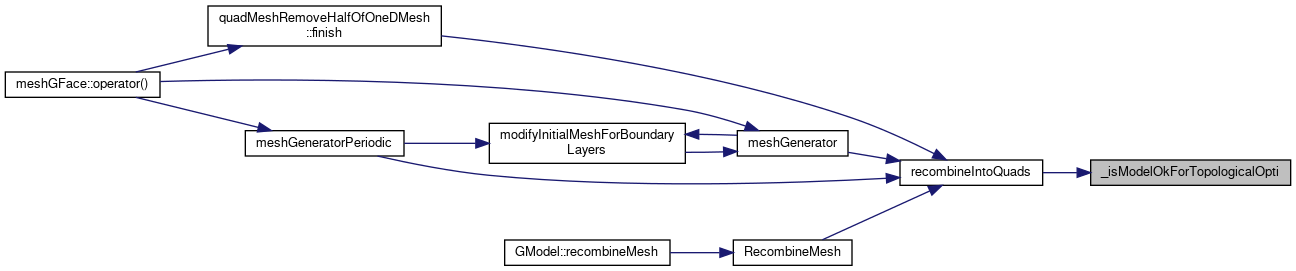 quadMeshRemoveHalfOfOneDMesh
::finish
meshGFace::operator()
meshGeneratorPeriodic
modifyInitialMeshForBoundary
Layers
meshGenerator
recombineIntoQuads
_isModelOkForTopologicalOpti
GModel::recombineMesh
RecombineMesh